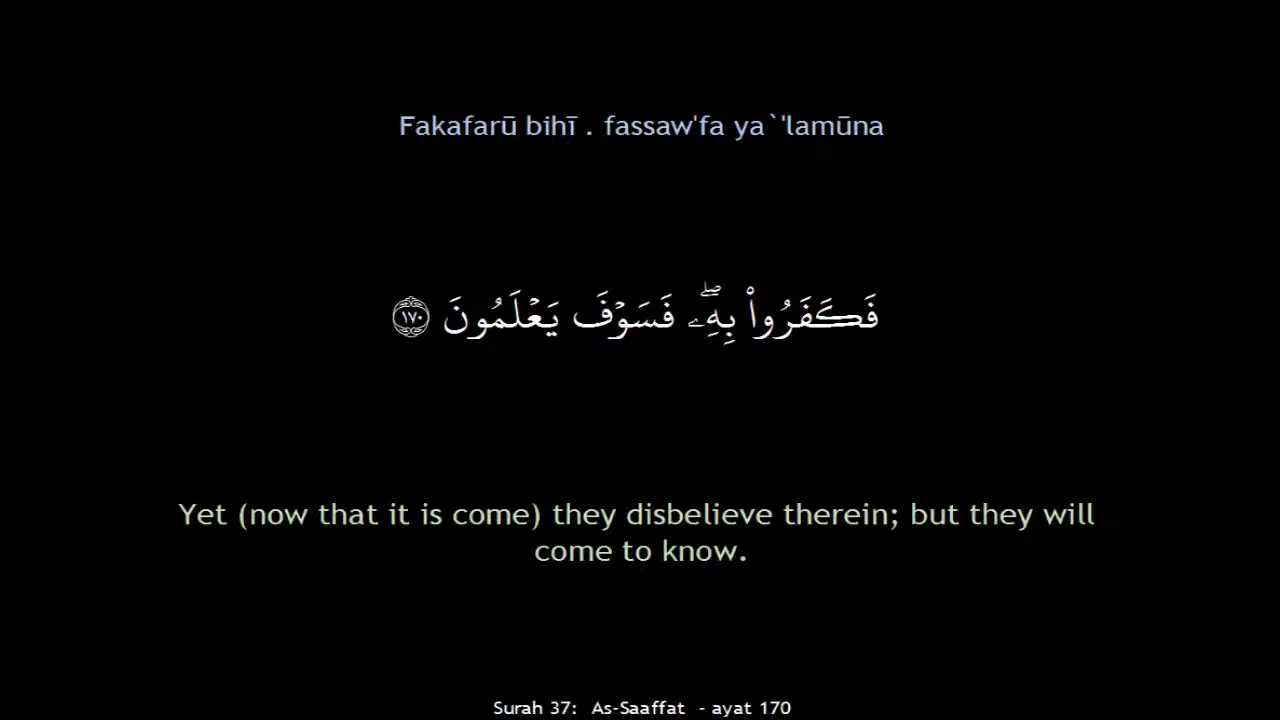 Fakafarū bihī . fassaw'fa ya`'lamūna
فَكَفَرُوا۟ بِهِۦ ۖ فَسَوْفَ يَعْلَمُونَ ١٧٠
Yet (now that it is come) they disbelieve therein; but they will
come to know.
Surah 37: As-Saaffat - ayat 170